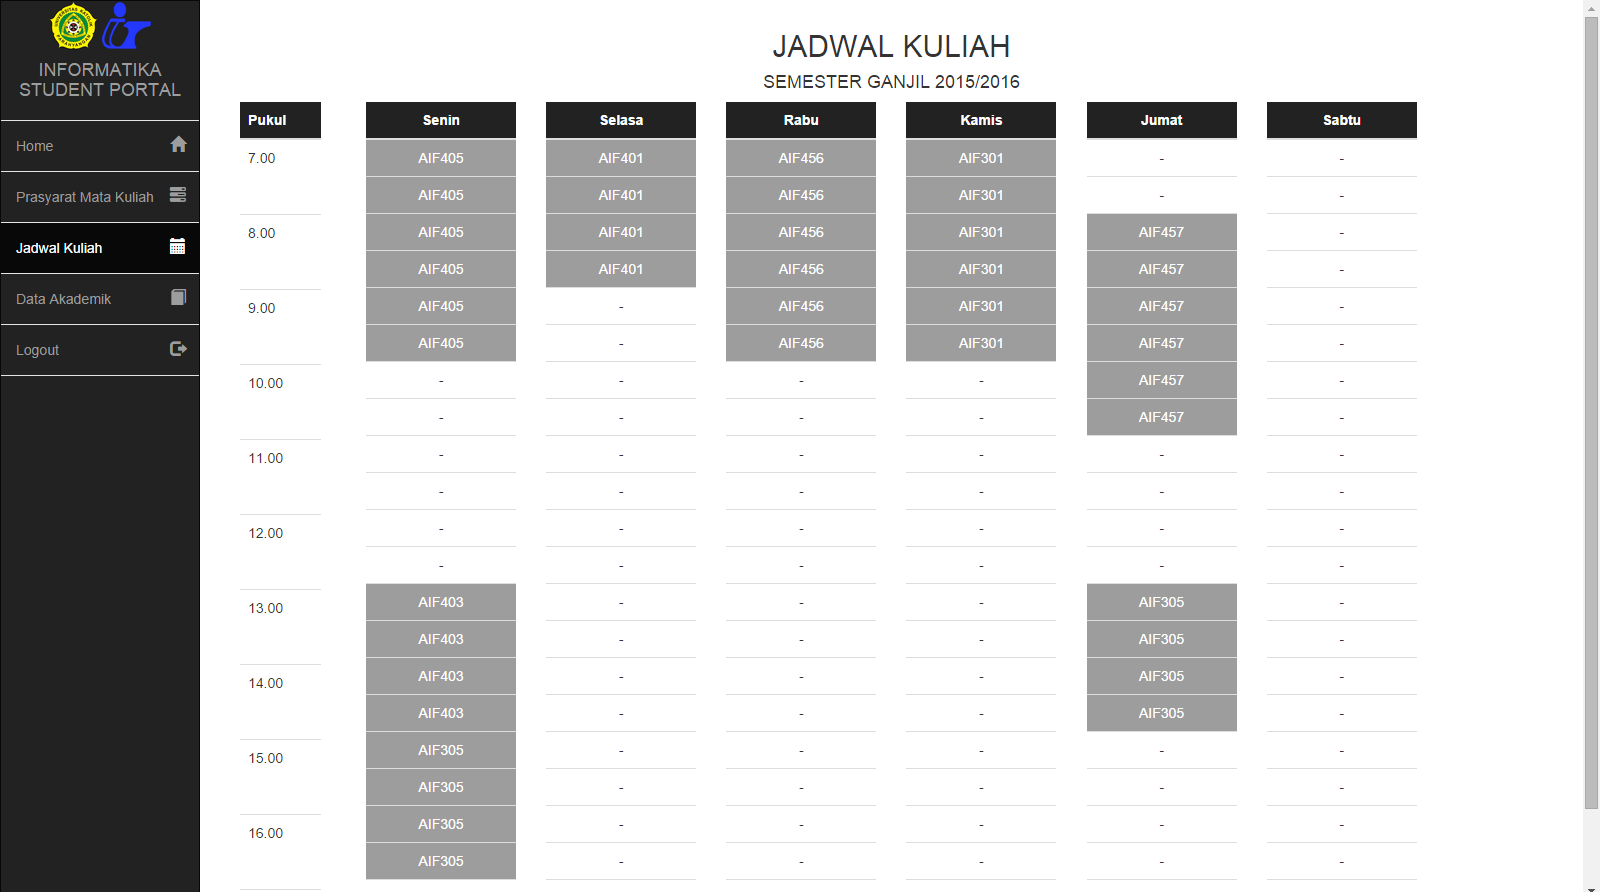 INFORMATIKA
STUDENT PORTAL
Home
Prasyarat Mata Kuliah
Jadwal Kuliah
Data Akademik
Logout
JADWAL KULIAH
SEMESTER GANJIL 2015/2016
Pukul Senin Selasa Rabu Kamis Jumat Sabtu
7.00 AIF405 AIF401 AIF456 AIF301 - -
AIF405 AIF401 AIF456 AIF301 - -
8.00 AIF405 AIF401 AIF456 AIF301 AIF457 -
AIF405 AIF401 AIF456 AIF301 AIF457 -
9.00 AIF405 - AIF456 AIF301 AIF457 -
AIF405 - AIF456 AIF301 AIF457 -
10.00 - - - - AIF457 -
- - - - AIF457 -
11.00 - - - - - -
- - - - - -
12.00 - - - - - -
- - - - - -
13.00 AIF403 - - - AIF305 -
AIF403 - - - AIF305 -
14.00 AIF403 - - - AIF305 -
AIF403 - - - AIF305 -
15.00 AIF305 - - - - -
AIF305 - - - - -
16.00 AIF305 - - - - -
AIF305 - - - - -